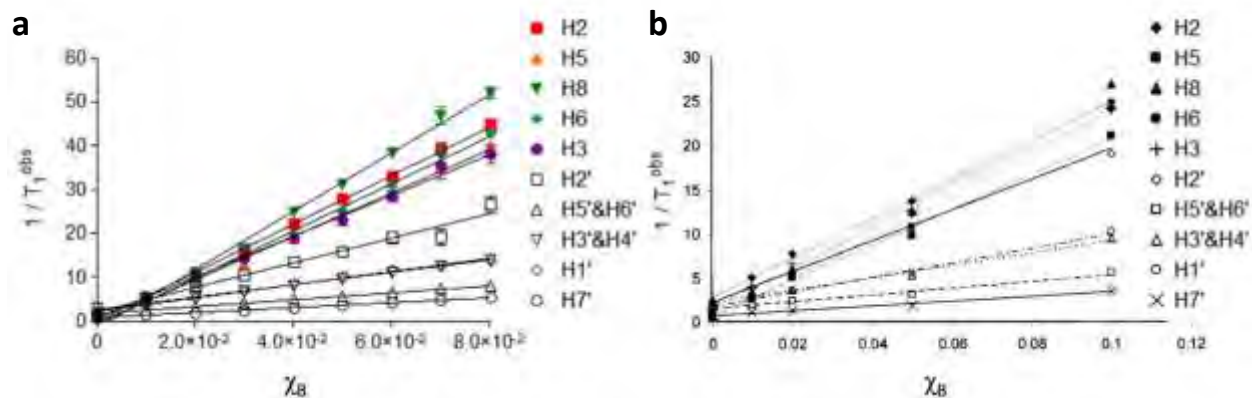 a
60
50
40
30
20
10
0
1 / T₁ᵒᵇˢ
0 2.0×10⁻² 4.0×10⁻² 6.0×10⁻² 8.0×10⁻²
χB
H2
H5
H8
H6
H3
H2'
H5'&H6'
H3'&H4'
H1'
H7'
b
30
25
20
15
10
5
0
1 / T₁ᵒᵇˢ
0 0.02 0.04 0.06 0.08 0.1 0.12
χB
H2
H5
H8
H6
H3
H2'
H5'&H6'
H3'&H4'
H1'
H7'